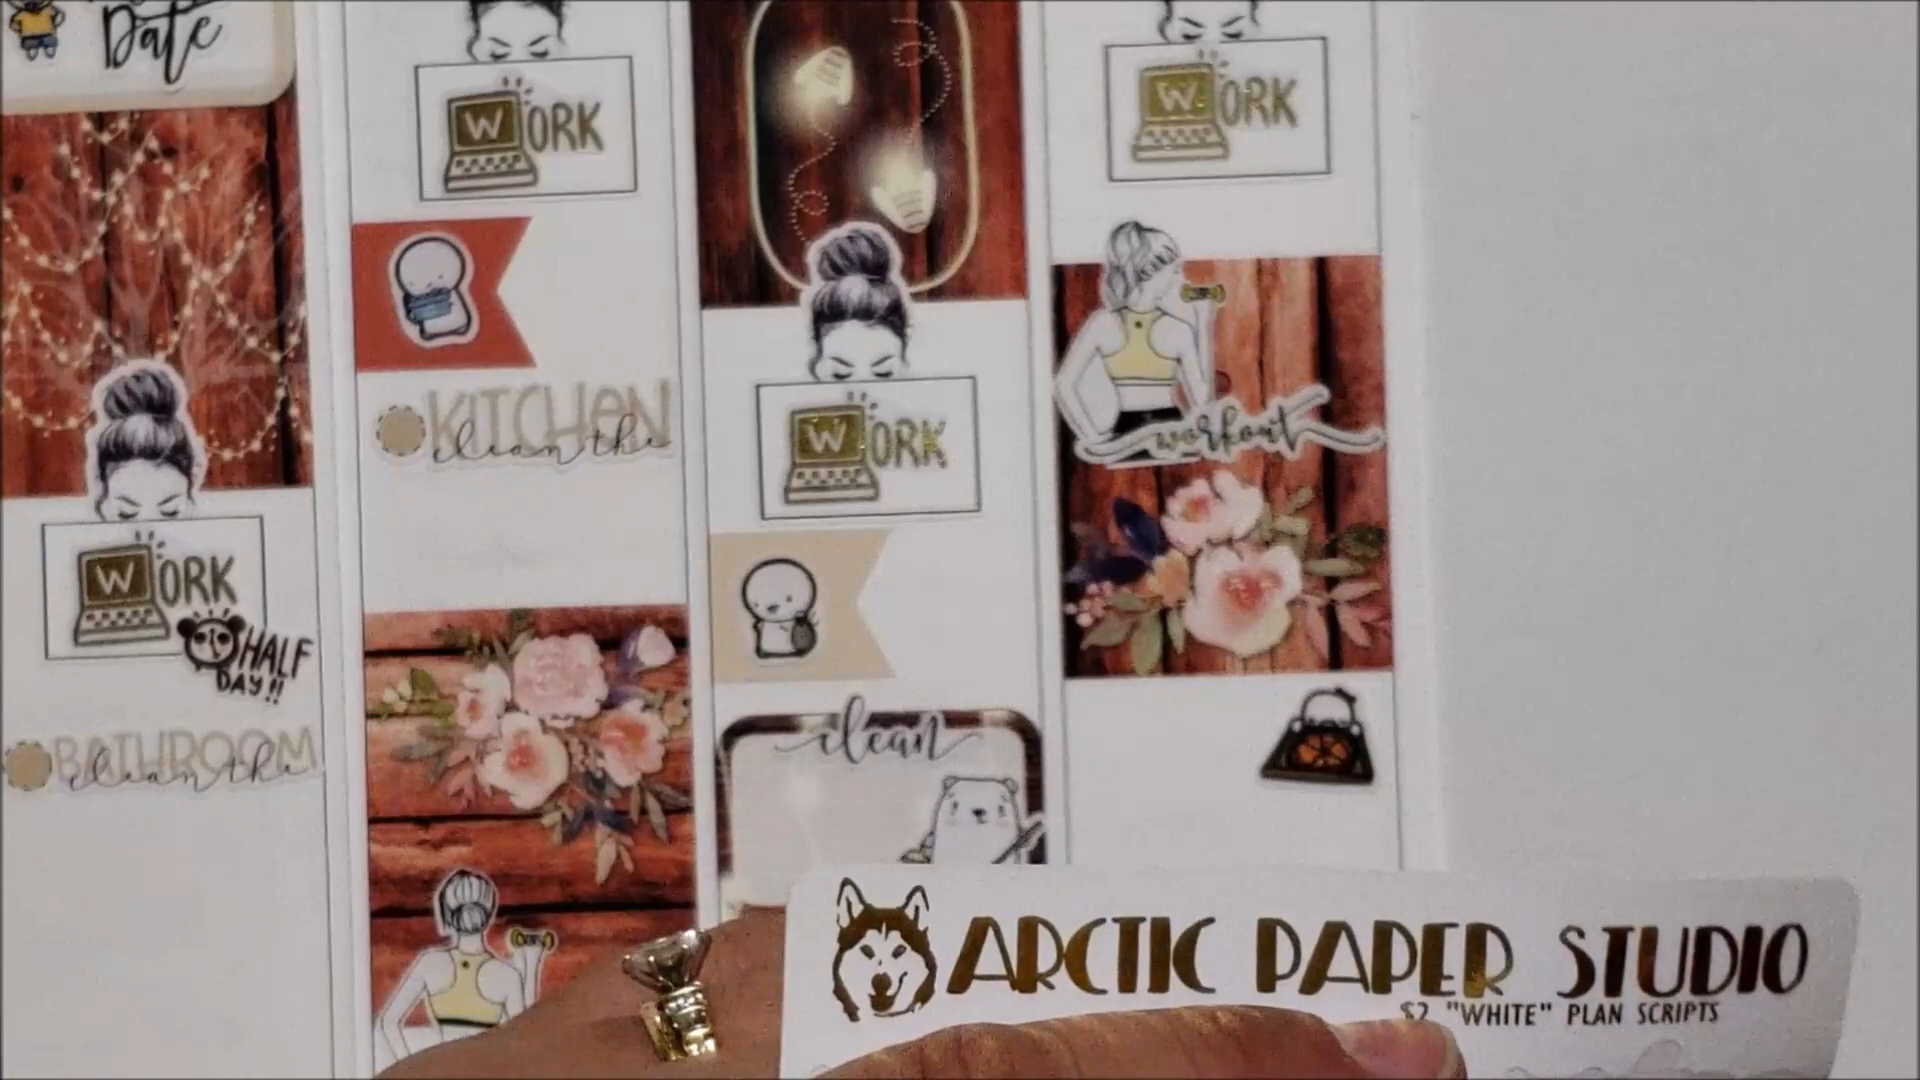 Date
WORK
HALF
DAY!!
BATHROOM
clean the
WORK
KITCHEN
clean the
WORK
clean
WORK
workout
ARCTIC PAPER STUDIO
$2 "WHITE" PLAN SCRIPTS